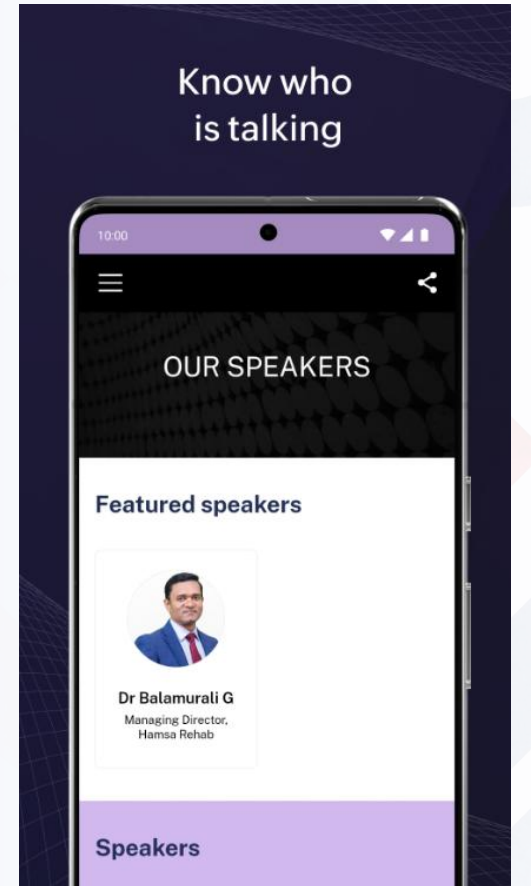 Know who
is talking
10:00
OUR SPEAKERS
Featured speakers
Dr Balamurali G
Managing Director,
Hamsa Rehab
Speakers